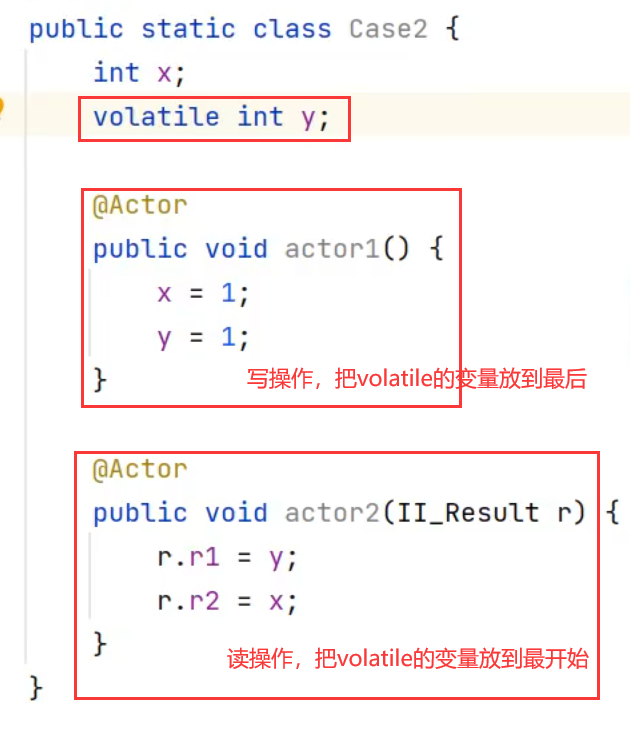 public static class Case2 {
int x;
volatile int y;
@Actor
public void actor1() {
x = 1;
y = 1;
}
写操作，把volatile的变量放到最后
@Actor
public void actor2(II_Result r) {
r.r1 = y;
r.r2 = x;
}
读操作，把volatile的变量放到最开始
}